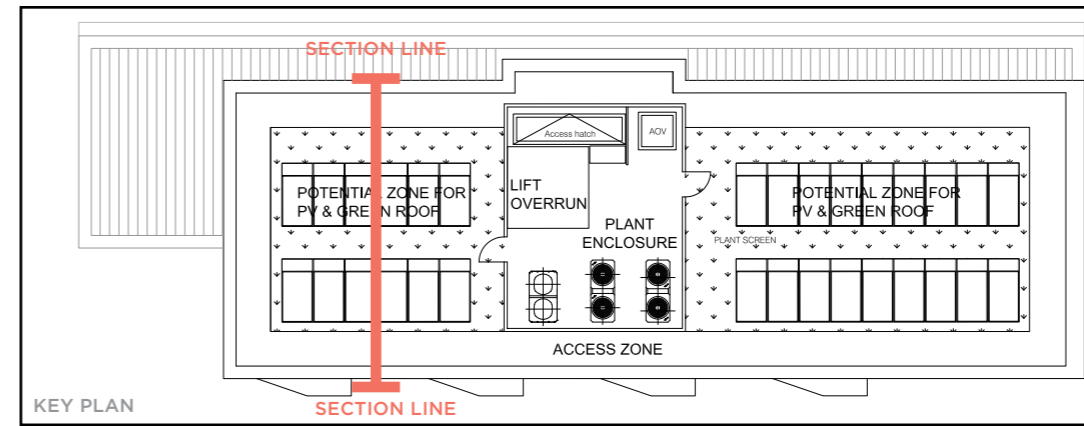 SECTION LINE
Access hatch
AOV
POTENTIAL ZONE FOR
PV & GREEN ROOF
LIFT
OVERRUN
POTENTIAL ZONE FOR
PV & GREEN ROOF
PLANT
ENCLOSURE
PLANT SCREEN
ACCESS ZONE
KEY PLAN
SECTION LINE